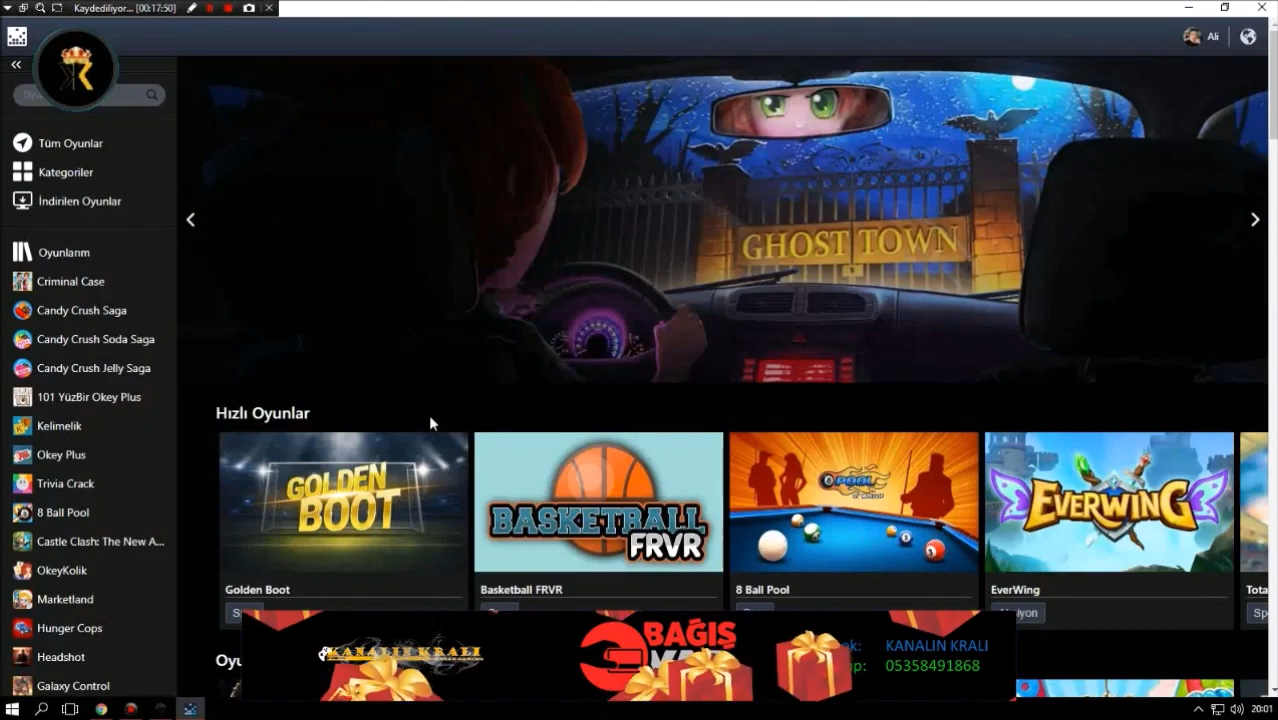 Kaydediliyor... [00:17:50]
Ali
Tüm Oyunlar
Kategoriler
İndirilen Oyunlar
Oyunlarım
Criminal Case
Candy Crush Saga
Candy Crush Soda Saga
Candy Crush Jelly Saga
101 YüzBir Okey Plus
Kelimelik
Okey Plus
Trivia Crack
8 Ball Pool
Castle Clash: The New A...
OkeyKolik
Marketland
Hunger Cops
Headshot
Galaxy Control
GHOST TOWN
Hızlı Oyunlar
GOLDEN
BOOT
BASKETBALL
FRVR
POOL
EVERWING
Golden Boot
Basketball FRVR
8 Ball Pool
EverWing
KANALIN KRALI
BAĞIŞ
KANALIN KRALI
05358491868
20:01